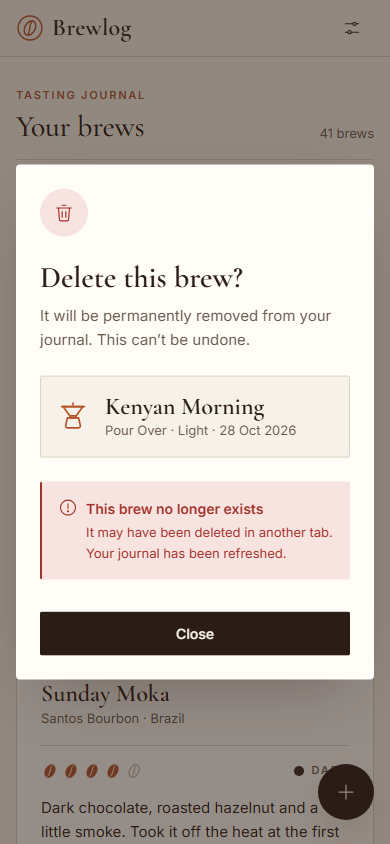 Brewlog
TASTING JOURNAL
Your brews
41 brews
Delete this brew?
It will be permanently removed from your
journal. This can’t be undone.
Kenyan Morning
Pour Over · Light · 28 Oct 2026
This brew no longer exists
It may have been deleted in another tab.
Your journal has been refreshed.
Close
Sunday Moka
Santos Bourbon · Brazil
Dark chocolate, roasted hazelnut and a
little smoke. Took it off the heat at the first